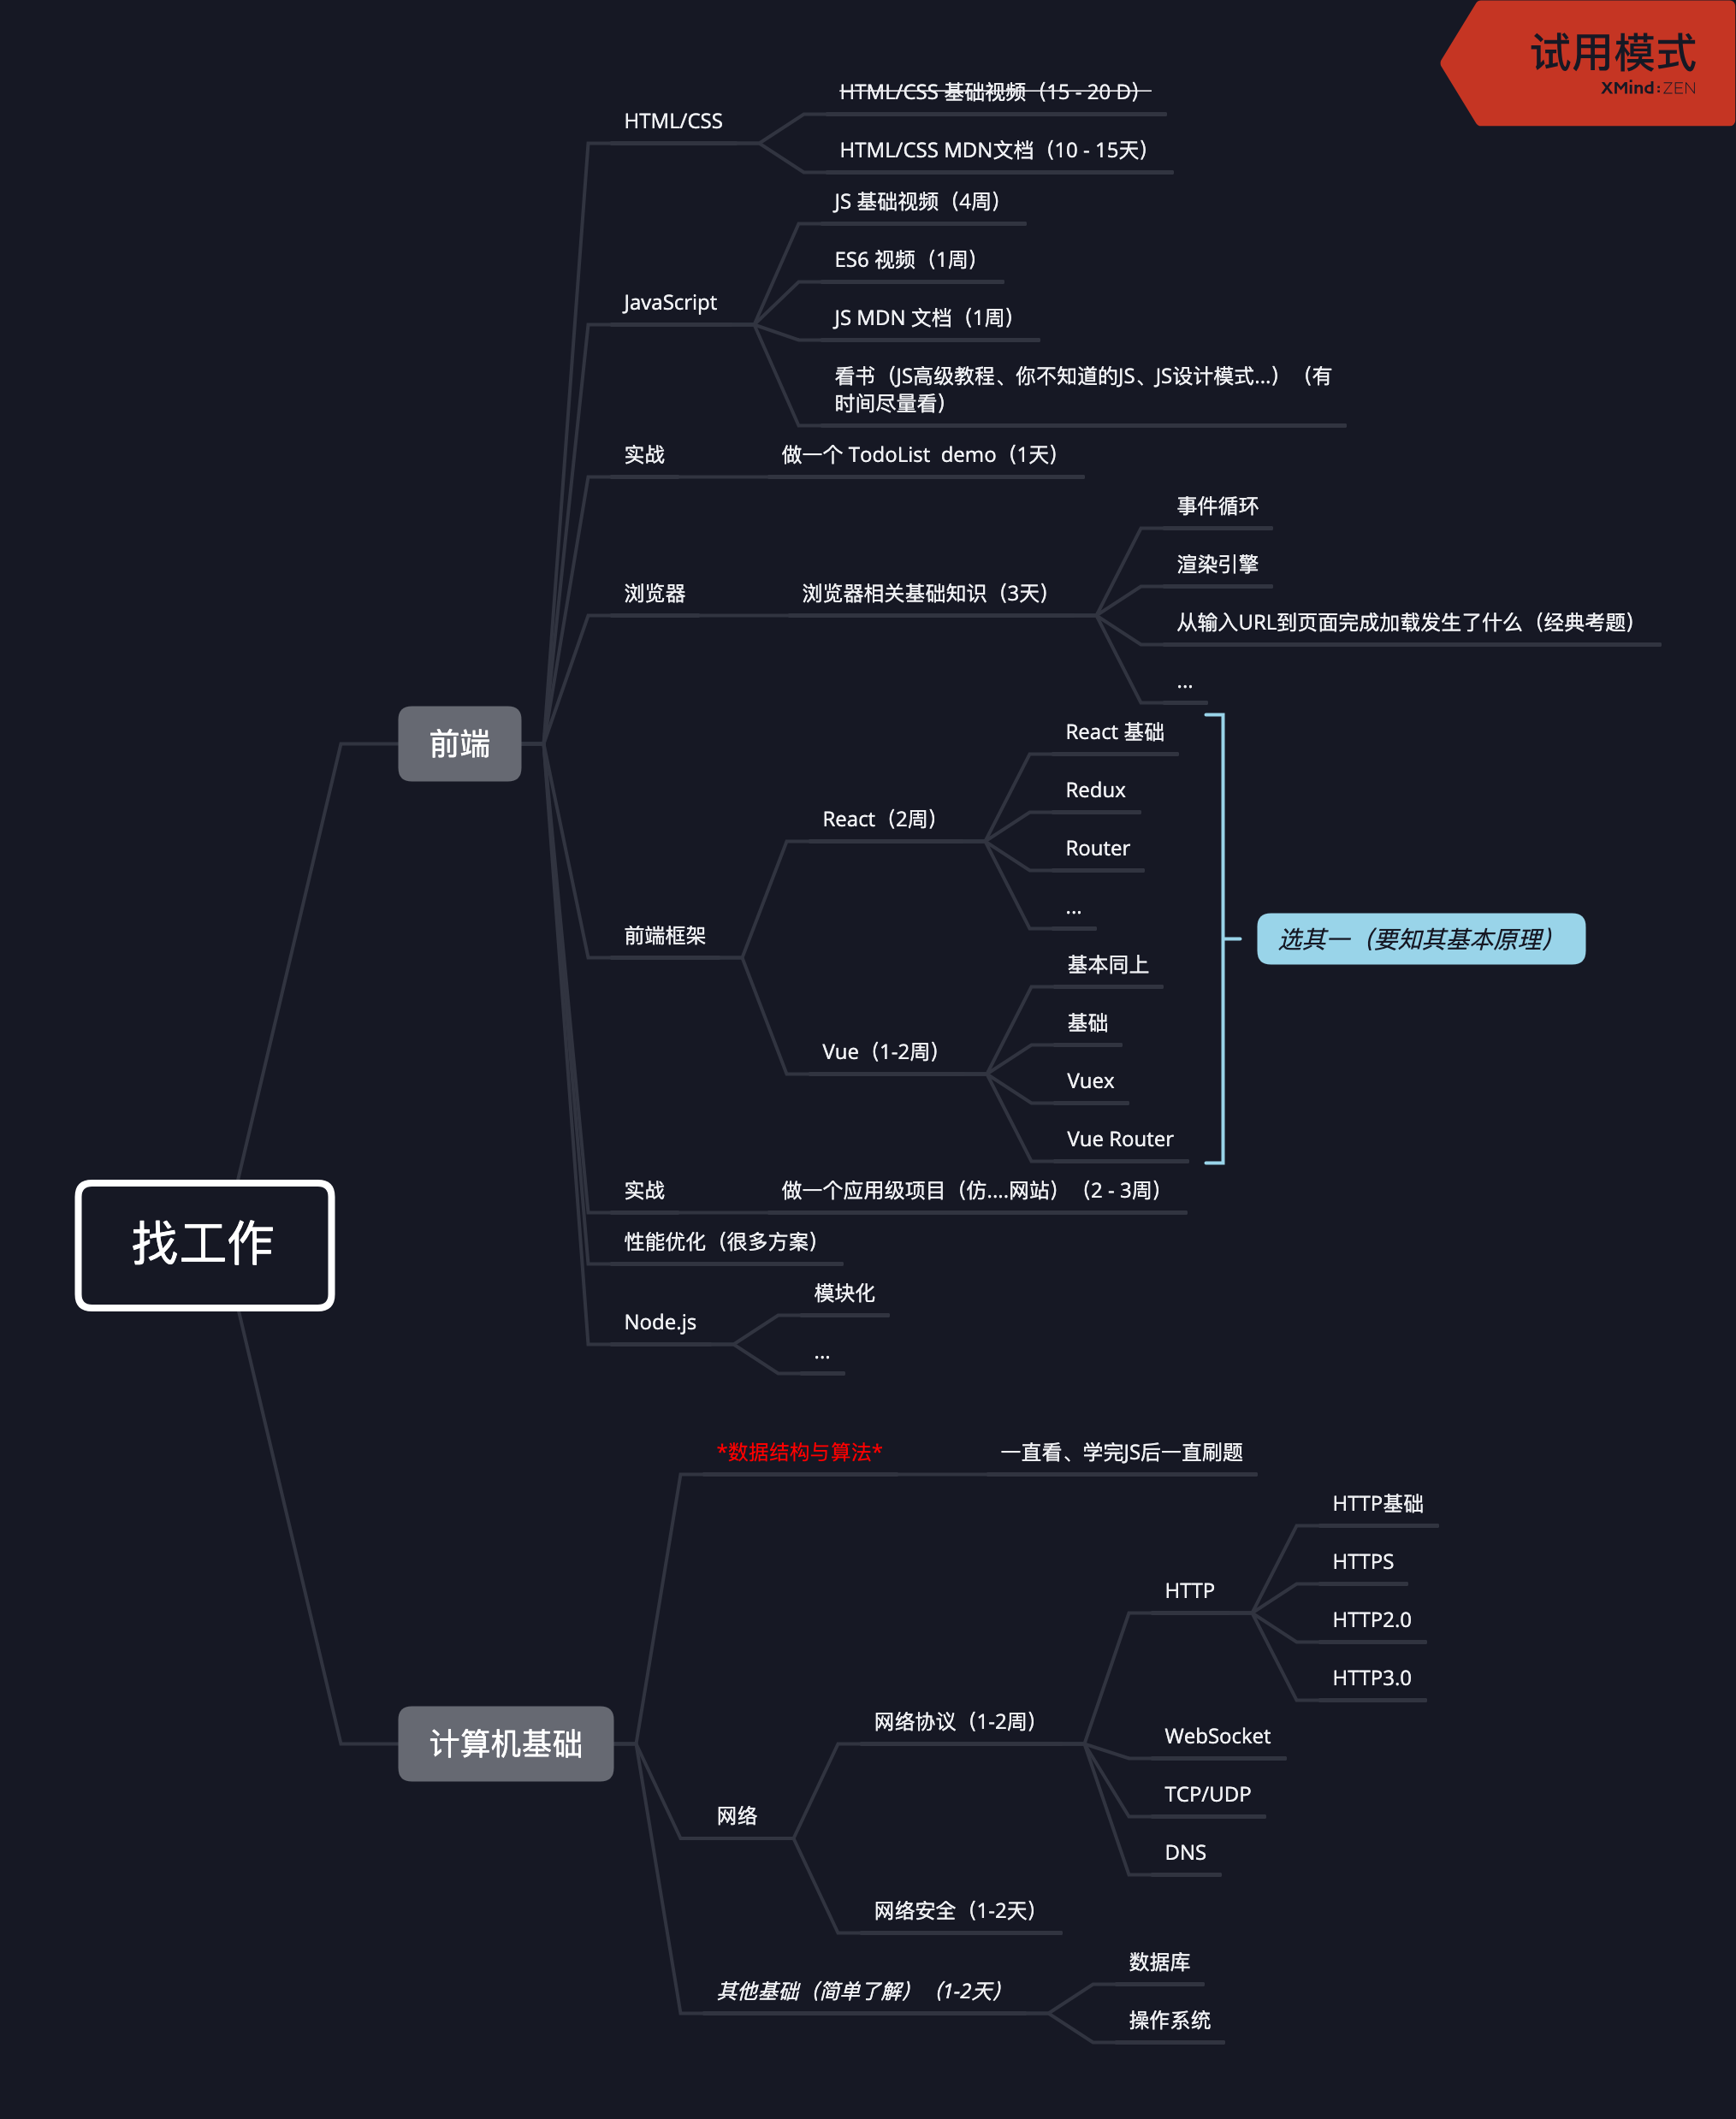 试用模式
XMind:ZEN
找工作
前端
HTML/CSS
HTML/CSS 基础视频（15 - 20 D）
HTML/CSS MDN文档（10 - 15天）
JavaScript
JS 基础视频（4周）
ES6 视频（1周）
JS MDN 文档（1周）
看书（JS高级教程、你不知道的JS、JS设计模式...）（有
时间尽量看）
实战
做一个 TodoList  demo（1天）
浏览器
浏览器相关基础知识（3天）
事件循环
渲染引擎
从输入URL到页面完成加载发生了什么（经典考题）
...
前端框架
React（2周）
React 基础
Redux
Router
...
Vue（1-2周）
基本同上
基础
Vuex
Vue Router
选其一（要知其基本原理）
实战
做一个应用级项目（仿....网站）（2 - 3周）
性能优化（很多方案）
Node.js
模块化
...
计算机基础
*数据结构与算法*
一直看、学完JS后一直刷题
网络
网络协议（1-2周）
HTTP
HTTP基础
HTTPS
HTTP2.0
HTTP3.0
WebSocket
TCP/UDP
DNS
网络安全（1-2天）
其他基础（简单了解）（1-2天）
数据库
操作系统